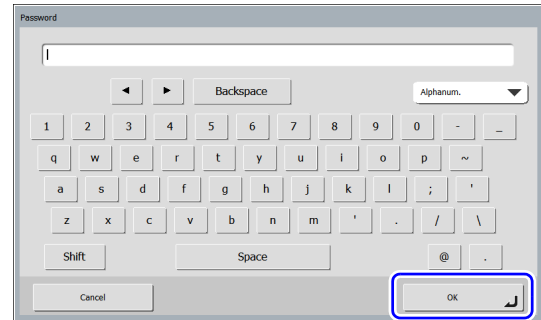 Password
◄ ► Backspace Alphanum.
1 2 3 4 5 6 7 8 9 0 - _
q w e r t y u i o p ~
a s d f g h j k l ; '
z x c v b n m ' . / \
Shift Space @ .
Cancel OK